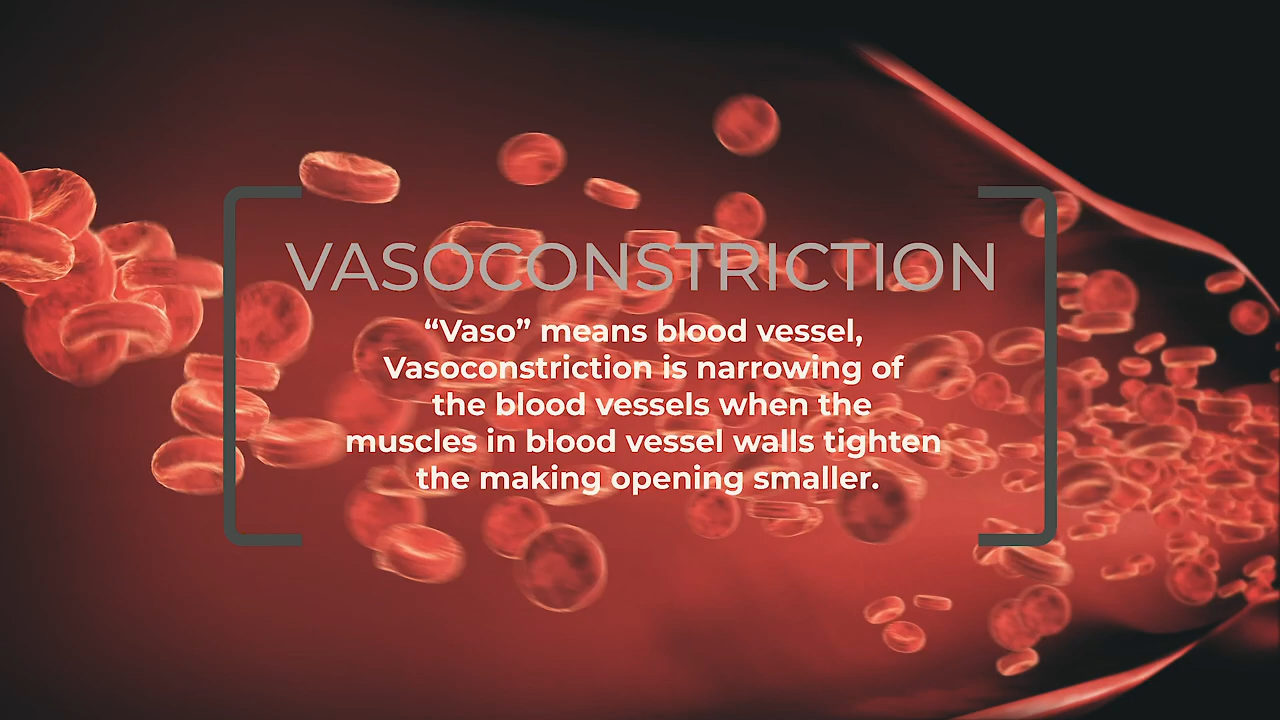 VASOCONSTRICTION
“Vaso” means blood vessel,
Vasoconstriction is narrowing of
the blood vessels when the
muscles in blood vessel walls tighten
the making opening smaller.